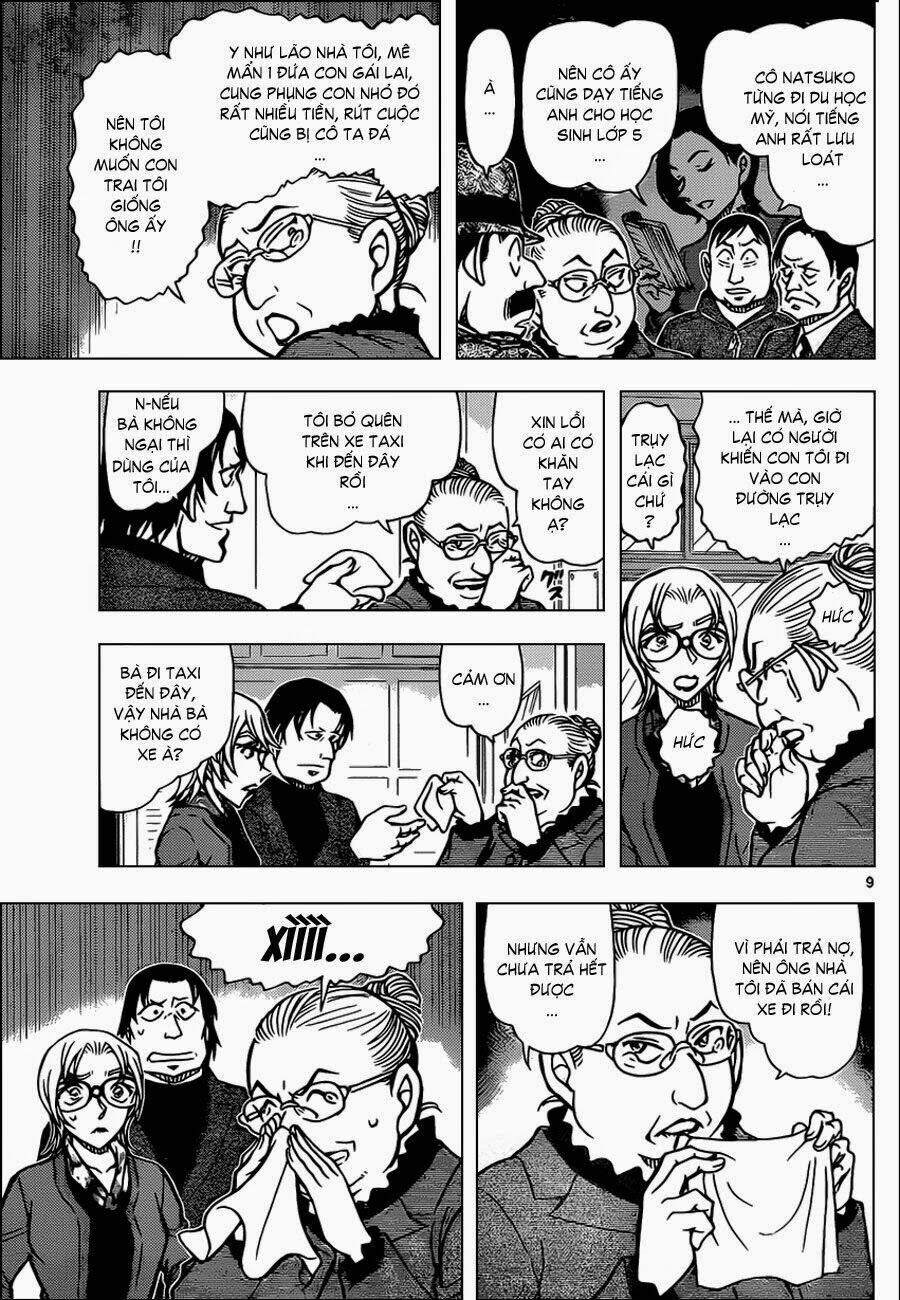 CÔ NATSUKO
TỪNG ĐI DU HỌC
MỸ, NÓI TIẾNG
ANH RẤT LƯU
LOÁT
...
NÊN CÔ ẤY
CŨNG DẠY TIẾNG
ANH CHO HỌC
SINH LỚP 5
...
À
...
Y NHƯ LÃO NHÀ TÔI, MÊ
MẨN 1 ĐỨA CON GÁI LAI,
CUNG PHỤNG CON NHỎ ĐÓ
RẤT NHIỀU TIỀN, RÚT CUỘC
CŨNG BỊ CÔ TA ĐÁ
...
NÊN TÔI
KHÔNG
MUỐN CON
TRAI TÔI
GIỐNG
ÔNG ẤY
!!
... THẾ MÀ, GIỜ
LẠI CÓ NGƯỜI
KHIẾN CON TÔI ĐI
VÀO CON
ĐƯỜNG TRỤY
LẠC
...
TRỤY
LẠC
CÁI GÌ
CHỨ
?
HỨC
HỨC
XIN LỖI
CÓ AI CÓ
KHĂN
TAY
KHÔNG
Ạ?
TÔI BỎ QUÊN
TRÊN XE TAXI
KHI ĐẾN ĐÂY
RỒI
...
N-NẾU
BÀ KHÔNG
NGẠI THÌ
DÙNG CỦA
TÔI...
グス
CẢM ƠN
...
BÀ ĐI TAXI
ĐẾN ĐÂY,
VẬY NHÀ BÀ
KHÔNG CÓ
XE À?
9
VÌ PHẢI TRẢ NỢ,
NÊN ÔNG NHÀ
TÔI ĐÃ BÁN CÁI
XE ĐI RỒI!
NHƯNG VẪN
CHƯA TRẢ HẾT
ĐƯỢC
...
XÌÌÌÌ...